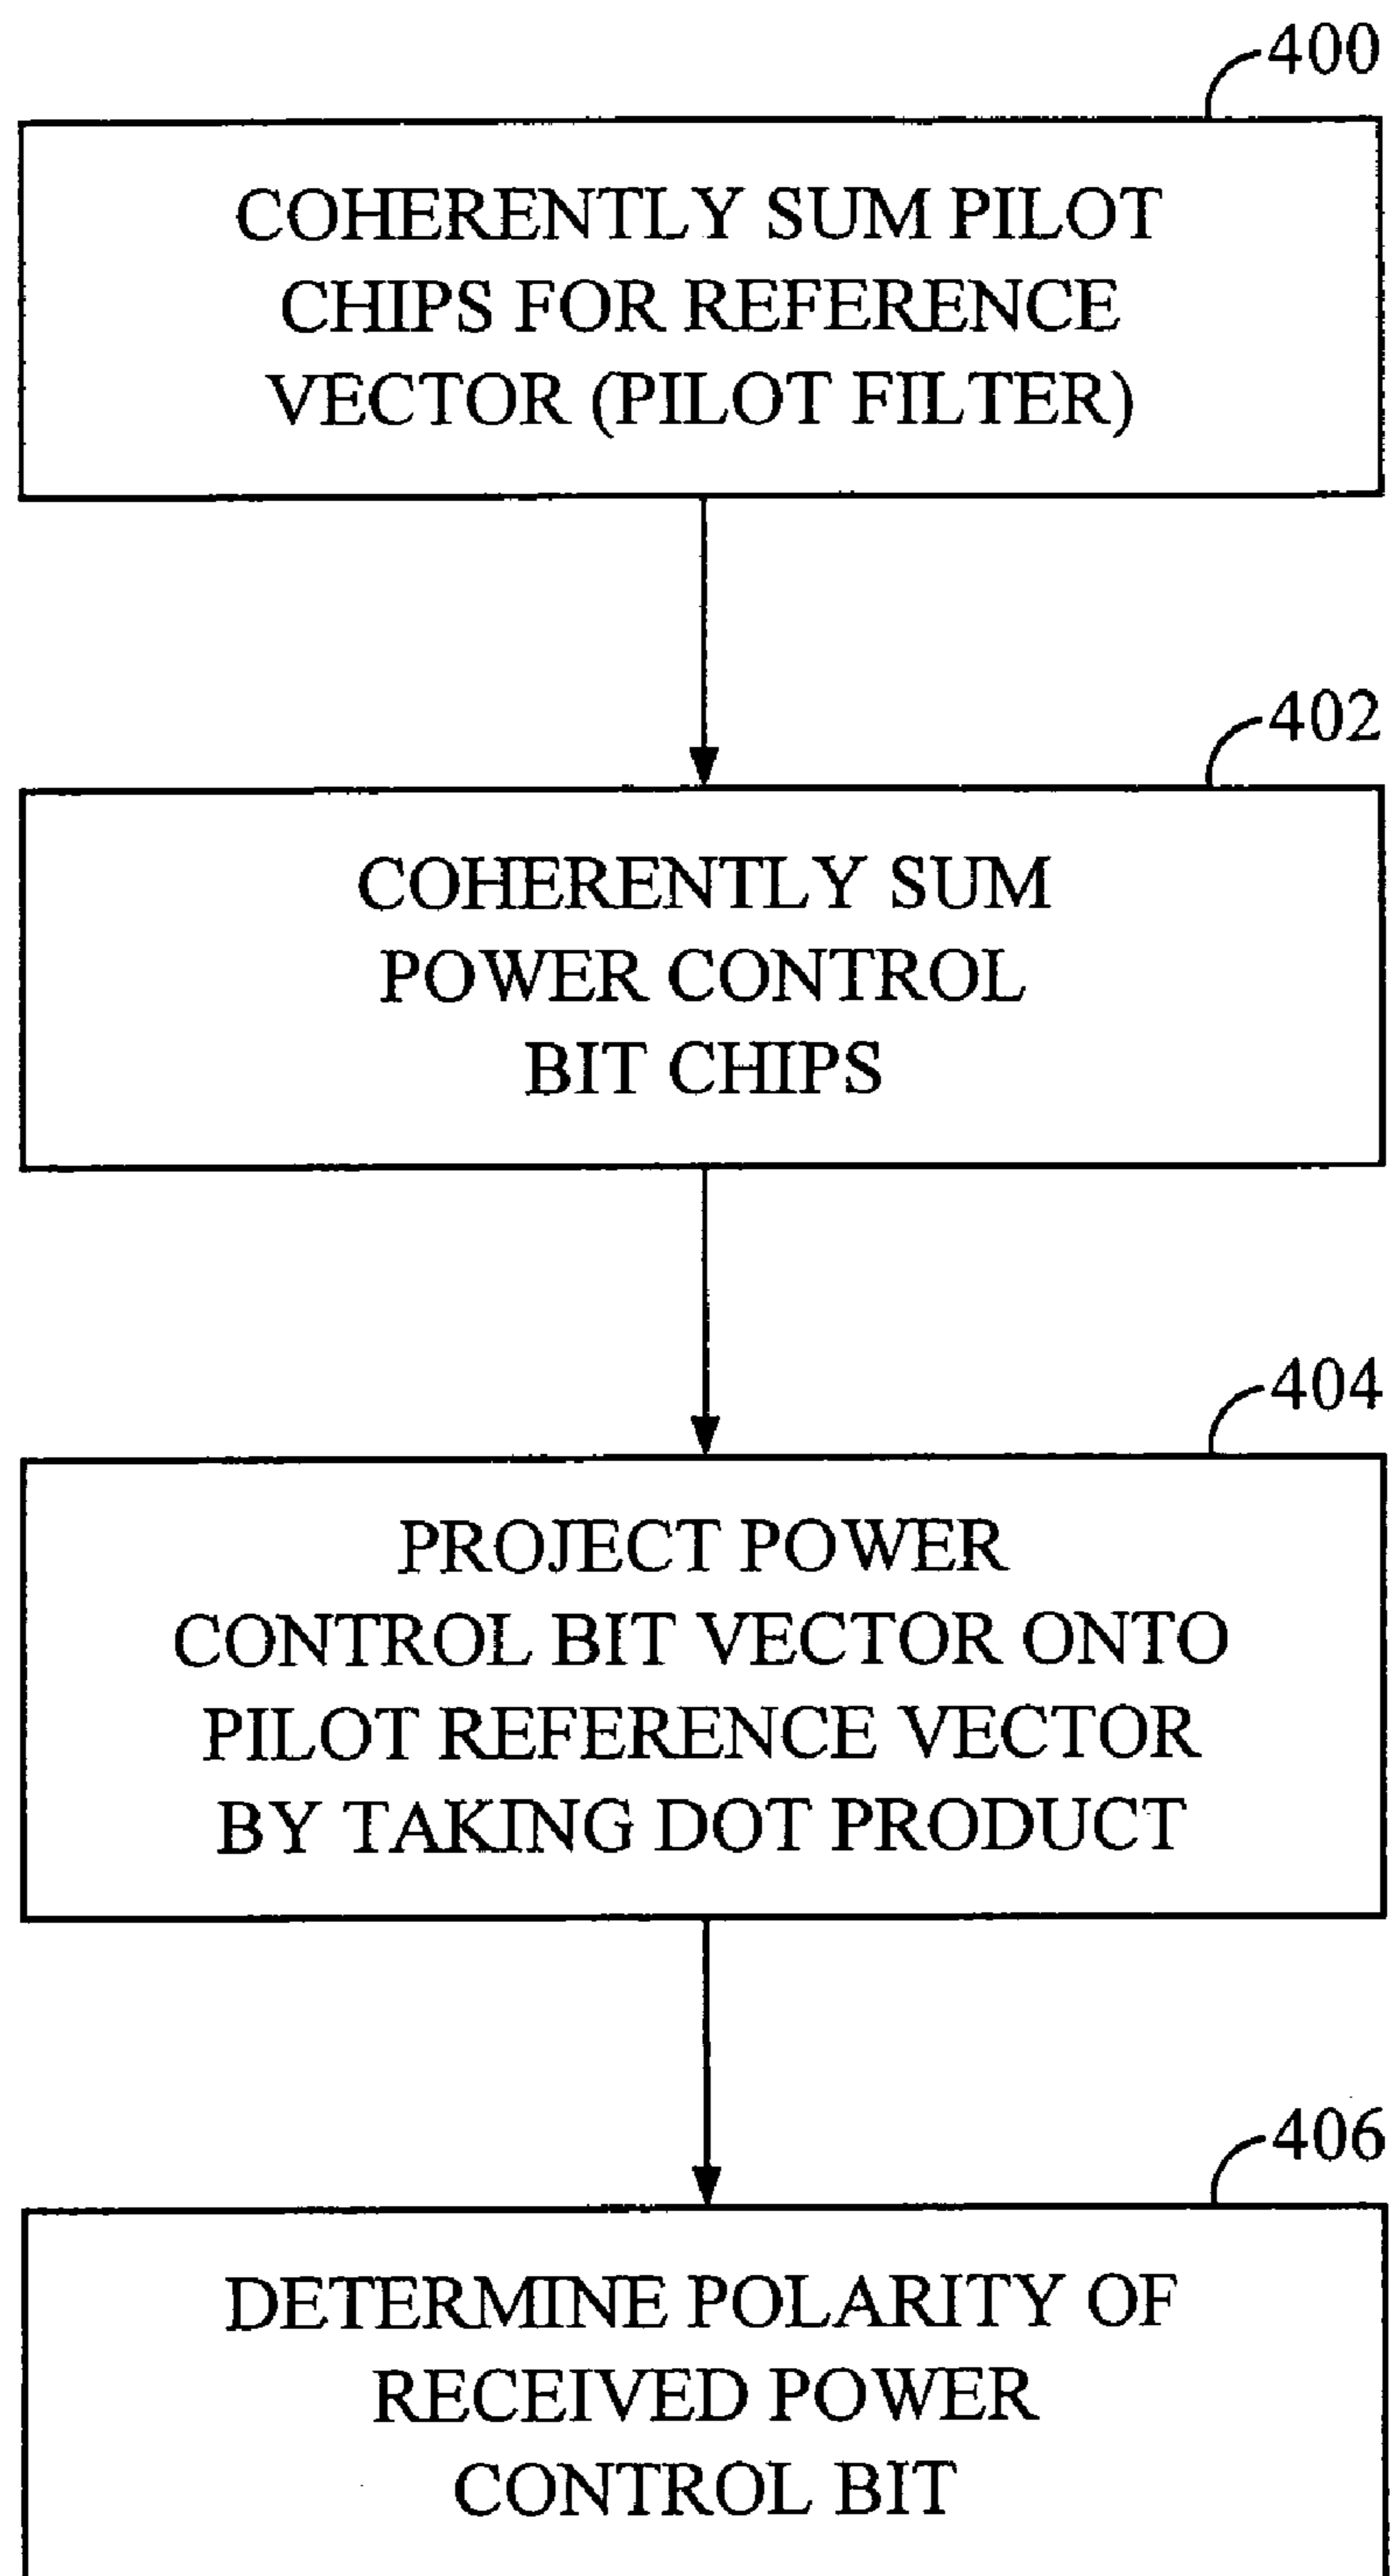 400
COHERENTLY SUM PILOT
CHIPS FOR REFERENCE
VECTOR (PILOT FILTER)
402
COHERENTLY SUM
POWER CONTROL
BIT CHIPS
404
PROJECT POWER
CONTROL BIT VECTOR ONTO
PILOT REFERENCE VECTOR
BY TAKING DOT PRODUCT
406
DETERMINE POLARITY OF
RECEIVED POWER
CONTROL BIT